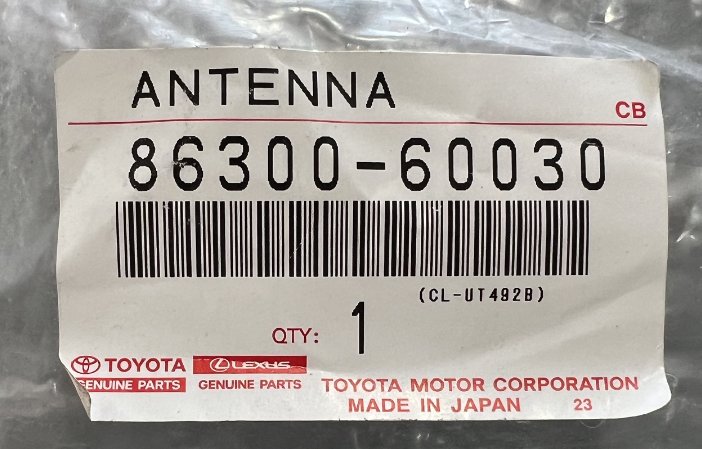 ANTENNA
CB
86300-60030
(CL-UT492B)
QTY: 1
TOYOTA LEXUS
GENUINE PARTS GENUINE PARTS
TOYOTA MOTOR CORPORATION
MADE IN JAPAN 23